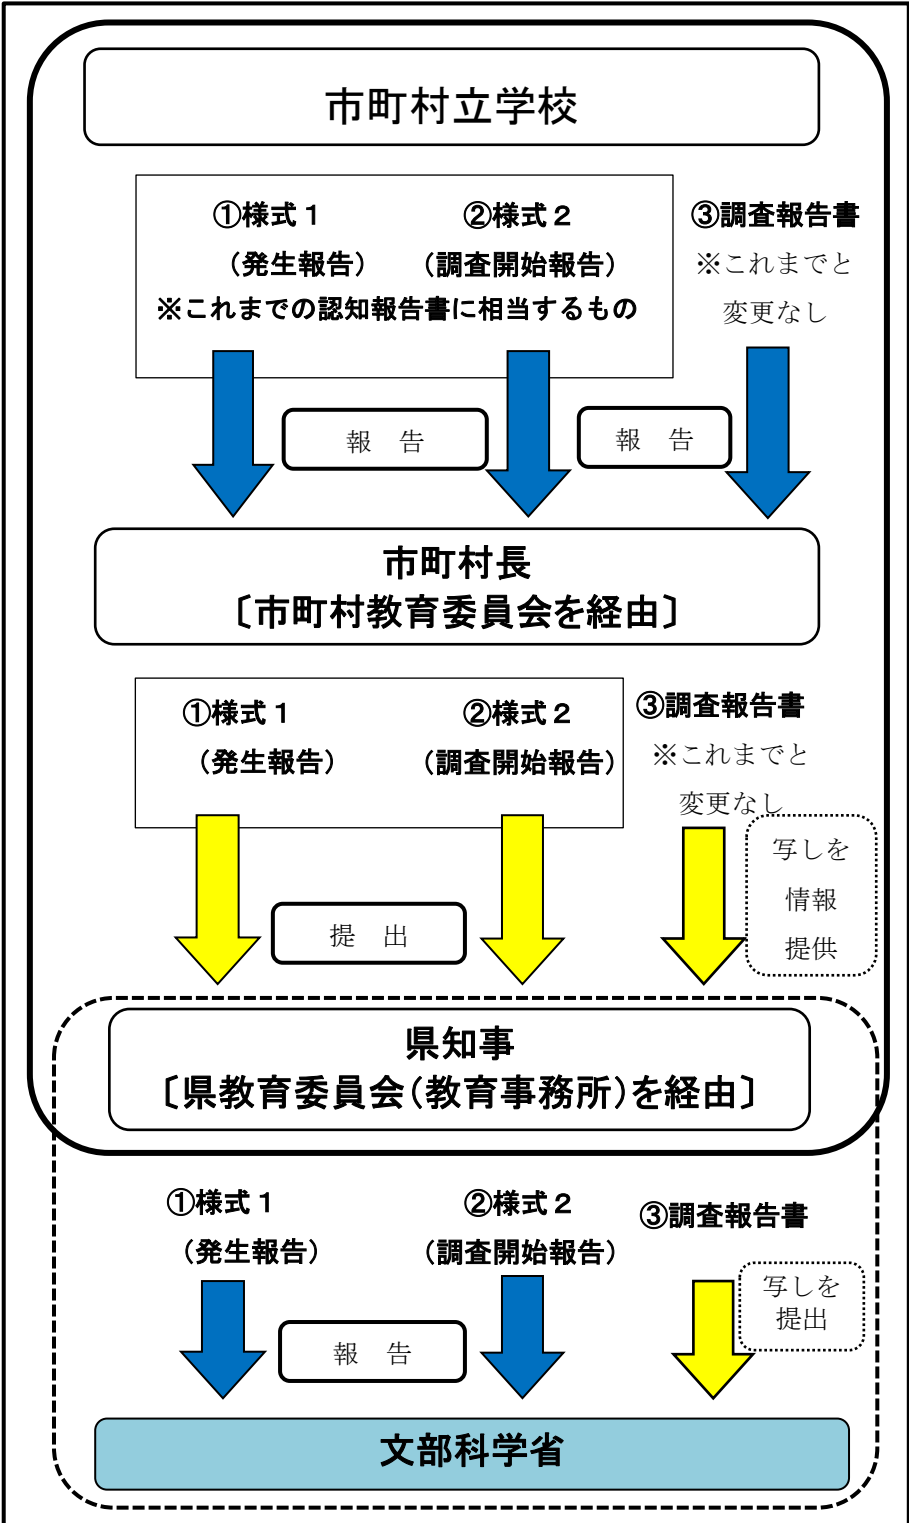 市町村立学校
①様式１
（発生報告）
②様式２
（調査開始報告）
※これまでの認知報告書に相当するもの
③調査報告書
※これまでと
変更なし
報　告
報　告
市町村長
〔市町村教育委員会を経由〕
①様式１
（発生報告）
②様式２
（調査開始報告）
③調査報告書
※これまでと
変更なし
提　出
写しを
情報
提供
県知事
〔県教育委員会（教育事務所）を経由〕
①様式１
（発生報告）
②様式２
（調査開始報告）
③調査報告書
報　告
写しを
提出
文部科学省